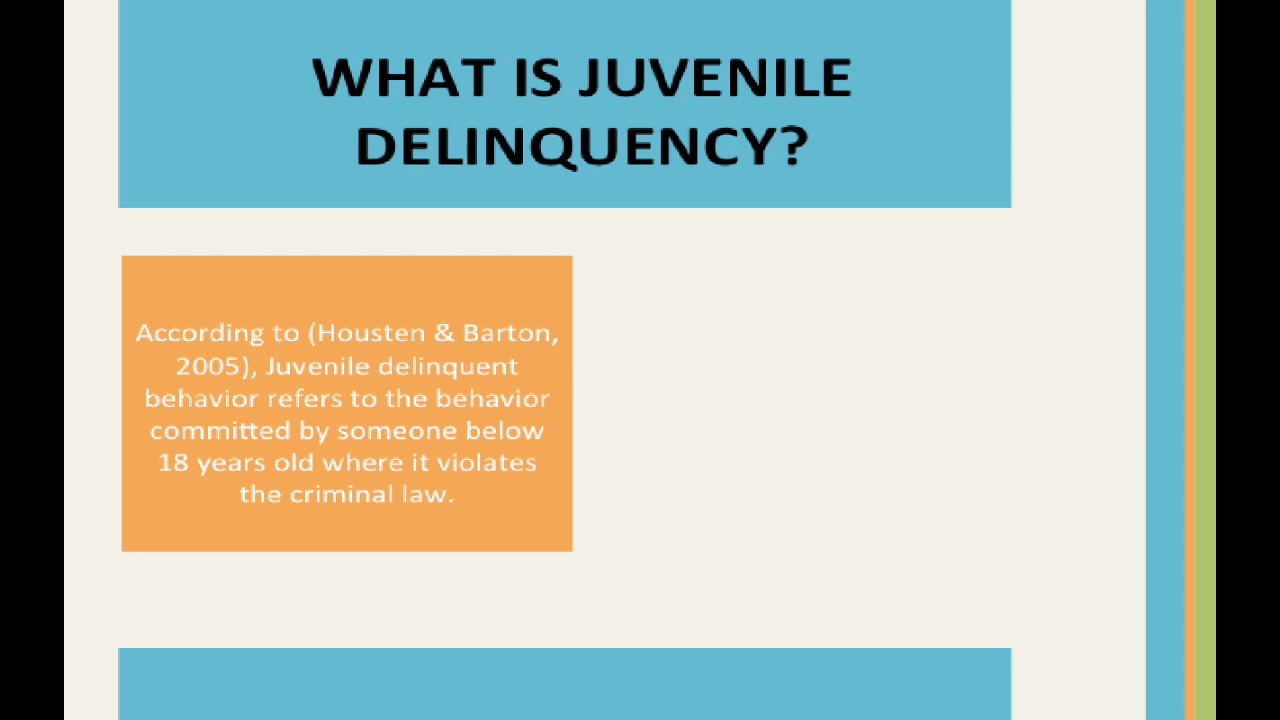 WHAT IS JUVENILE
DELINQUENCY?
According to (Housten & Barton,
2005), Juvenile delinquent
behavior refers to the behavior
committed by someone below
18 years old where it violates
the criminal law.